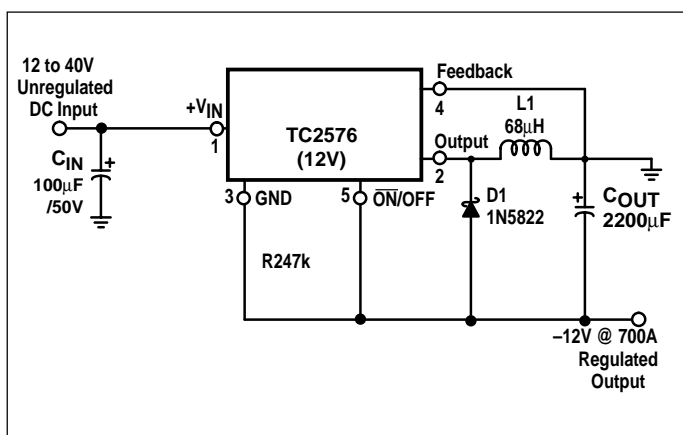 12 to 40V
Unregulated
DC Input
CIN
100μF
/50V
+VIN
1
TC2576
(12V)
Feedback
4
Output
2
L1
68μH
3 GND
5 O̅N̅/OFF
R247k
D1
1N5822
COUT
2200μF
–12V @ 700A
Regulated
Output